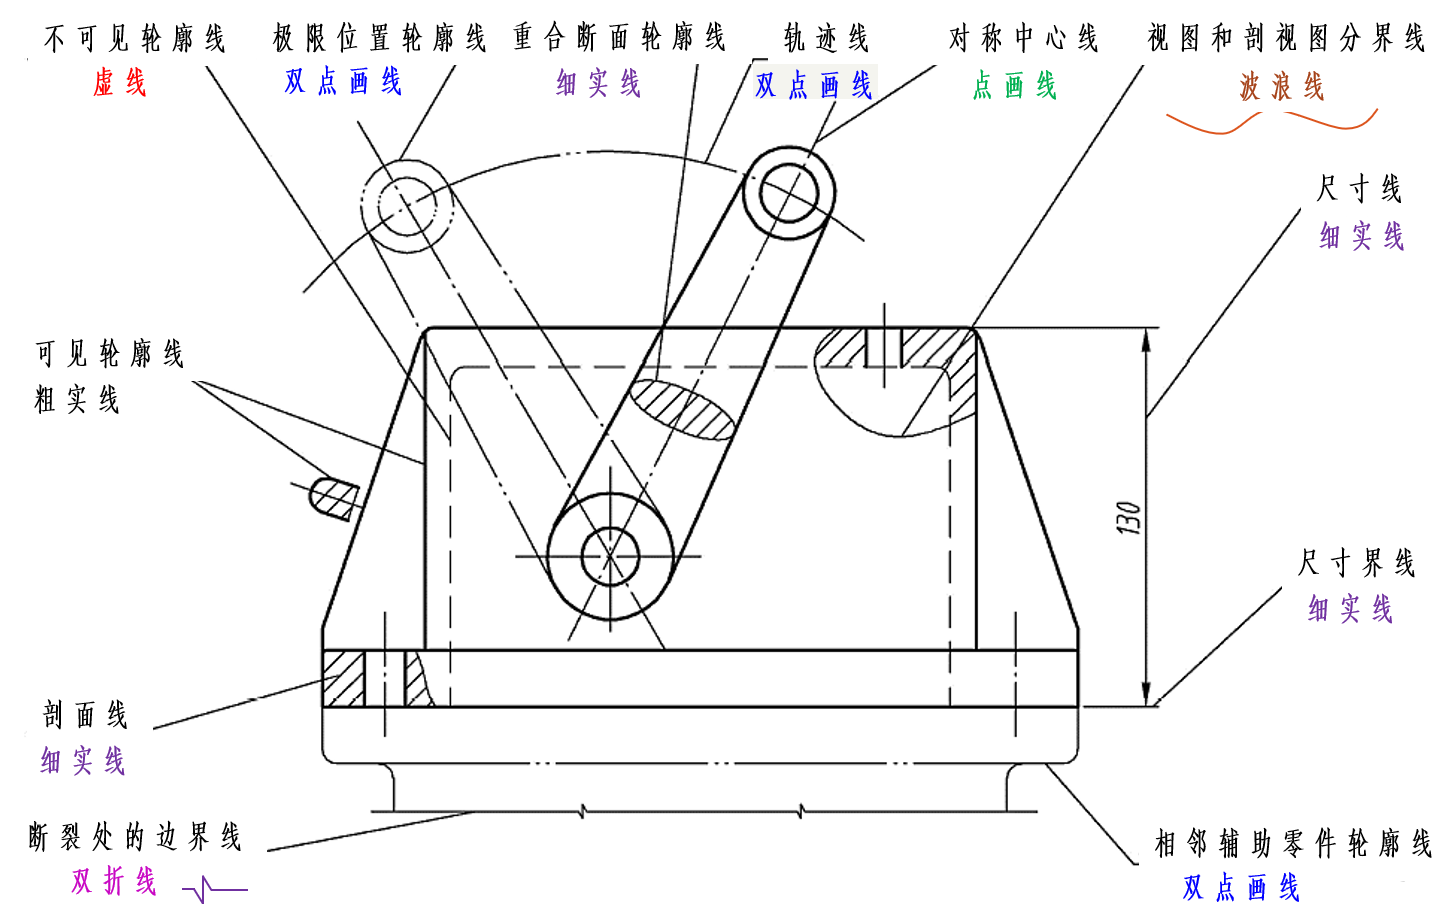 不可见轮廓线
虚线
极限位置轮廓线
双点画线
重合断面轮廓线
细实线
轨迹线
双点画线
对称中心线
点画线
视图和剖视图分界线
波浪线
尺寸线
细实线
可见轮廓线
粗实线
130
尺寸界线
细实线
剖面线
细实线
断裂处的边界线
双折线
相邻辅助零件轮廓线
双点画线